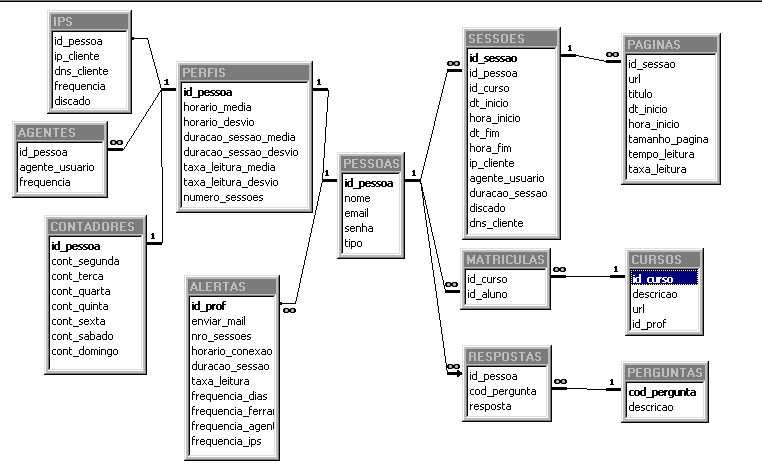 IPS
id_pessoa
ip_cliente
dns_cliente
frequencia
discado
AGENTES
id_pessoa
agente_usuario
frequencia
CONTADORES
id_pessoa
cont_segunda
cont_terca
cont_quarta
cont_quinta
cont_sexta
cont_sabado
cont_domingo
PERFIS
id_pessoa
horario_media
horario_desvio
duracao_sessao_media
duracao_sessao_desvio
taxa_leitura_media
taxa_leitura_desvio
numero_sessoes
ALERTAS
id_prof
enviar_mail
nro_sessoes
horario_conexao
duracao_sessao
taxa_leitura
frequencia_dias
frequencia_ferrar
frequencia_agent
frequencia_ips
PESSOAS
id_pessoa
nome
email
senha
tipo
SESSOES
id_sessao
id_pessoa
id_curso
dt_inicio
hora_inicio
dt_fim
hora_fim
ip_cliente
agente_usuario
duracao_sessao
discado
dns_cliente
MATRICULAS
id_curso
id_aluno
RESPOSTAS
id_pessoa
cod_pergunta
resposta
PAGINAS
id_sessao
url
titulo
dt_inicio
hora_inicio
tamanho_pagina
tempo_leitura
taxa_leitura
CURSOS
id_curso
descricao
url
id_prof
PERGUNTAS
cod_pergunta
descricao
1
∞
1
1
1
∞
1
∞
1
∞
∞
∞
1
∞
∞
1